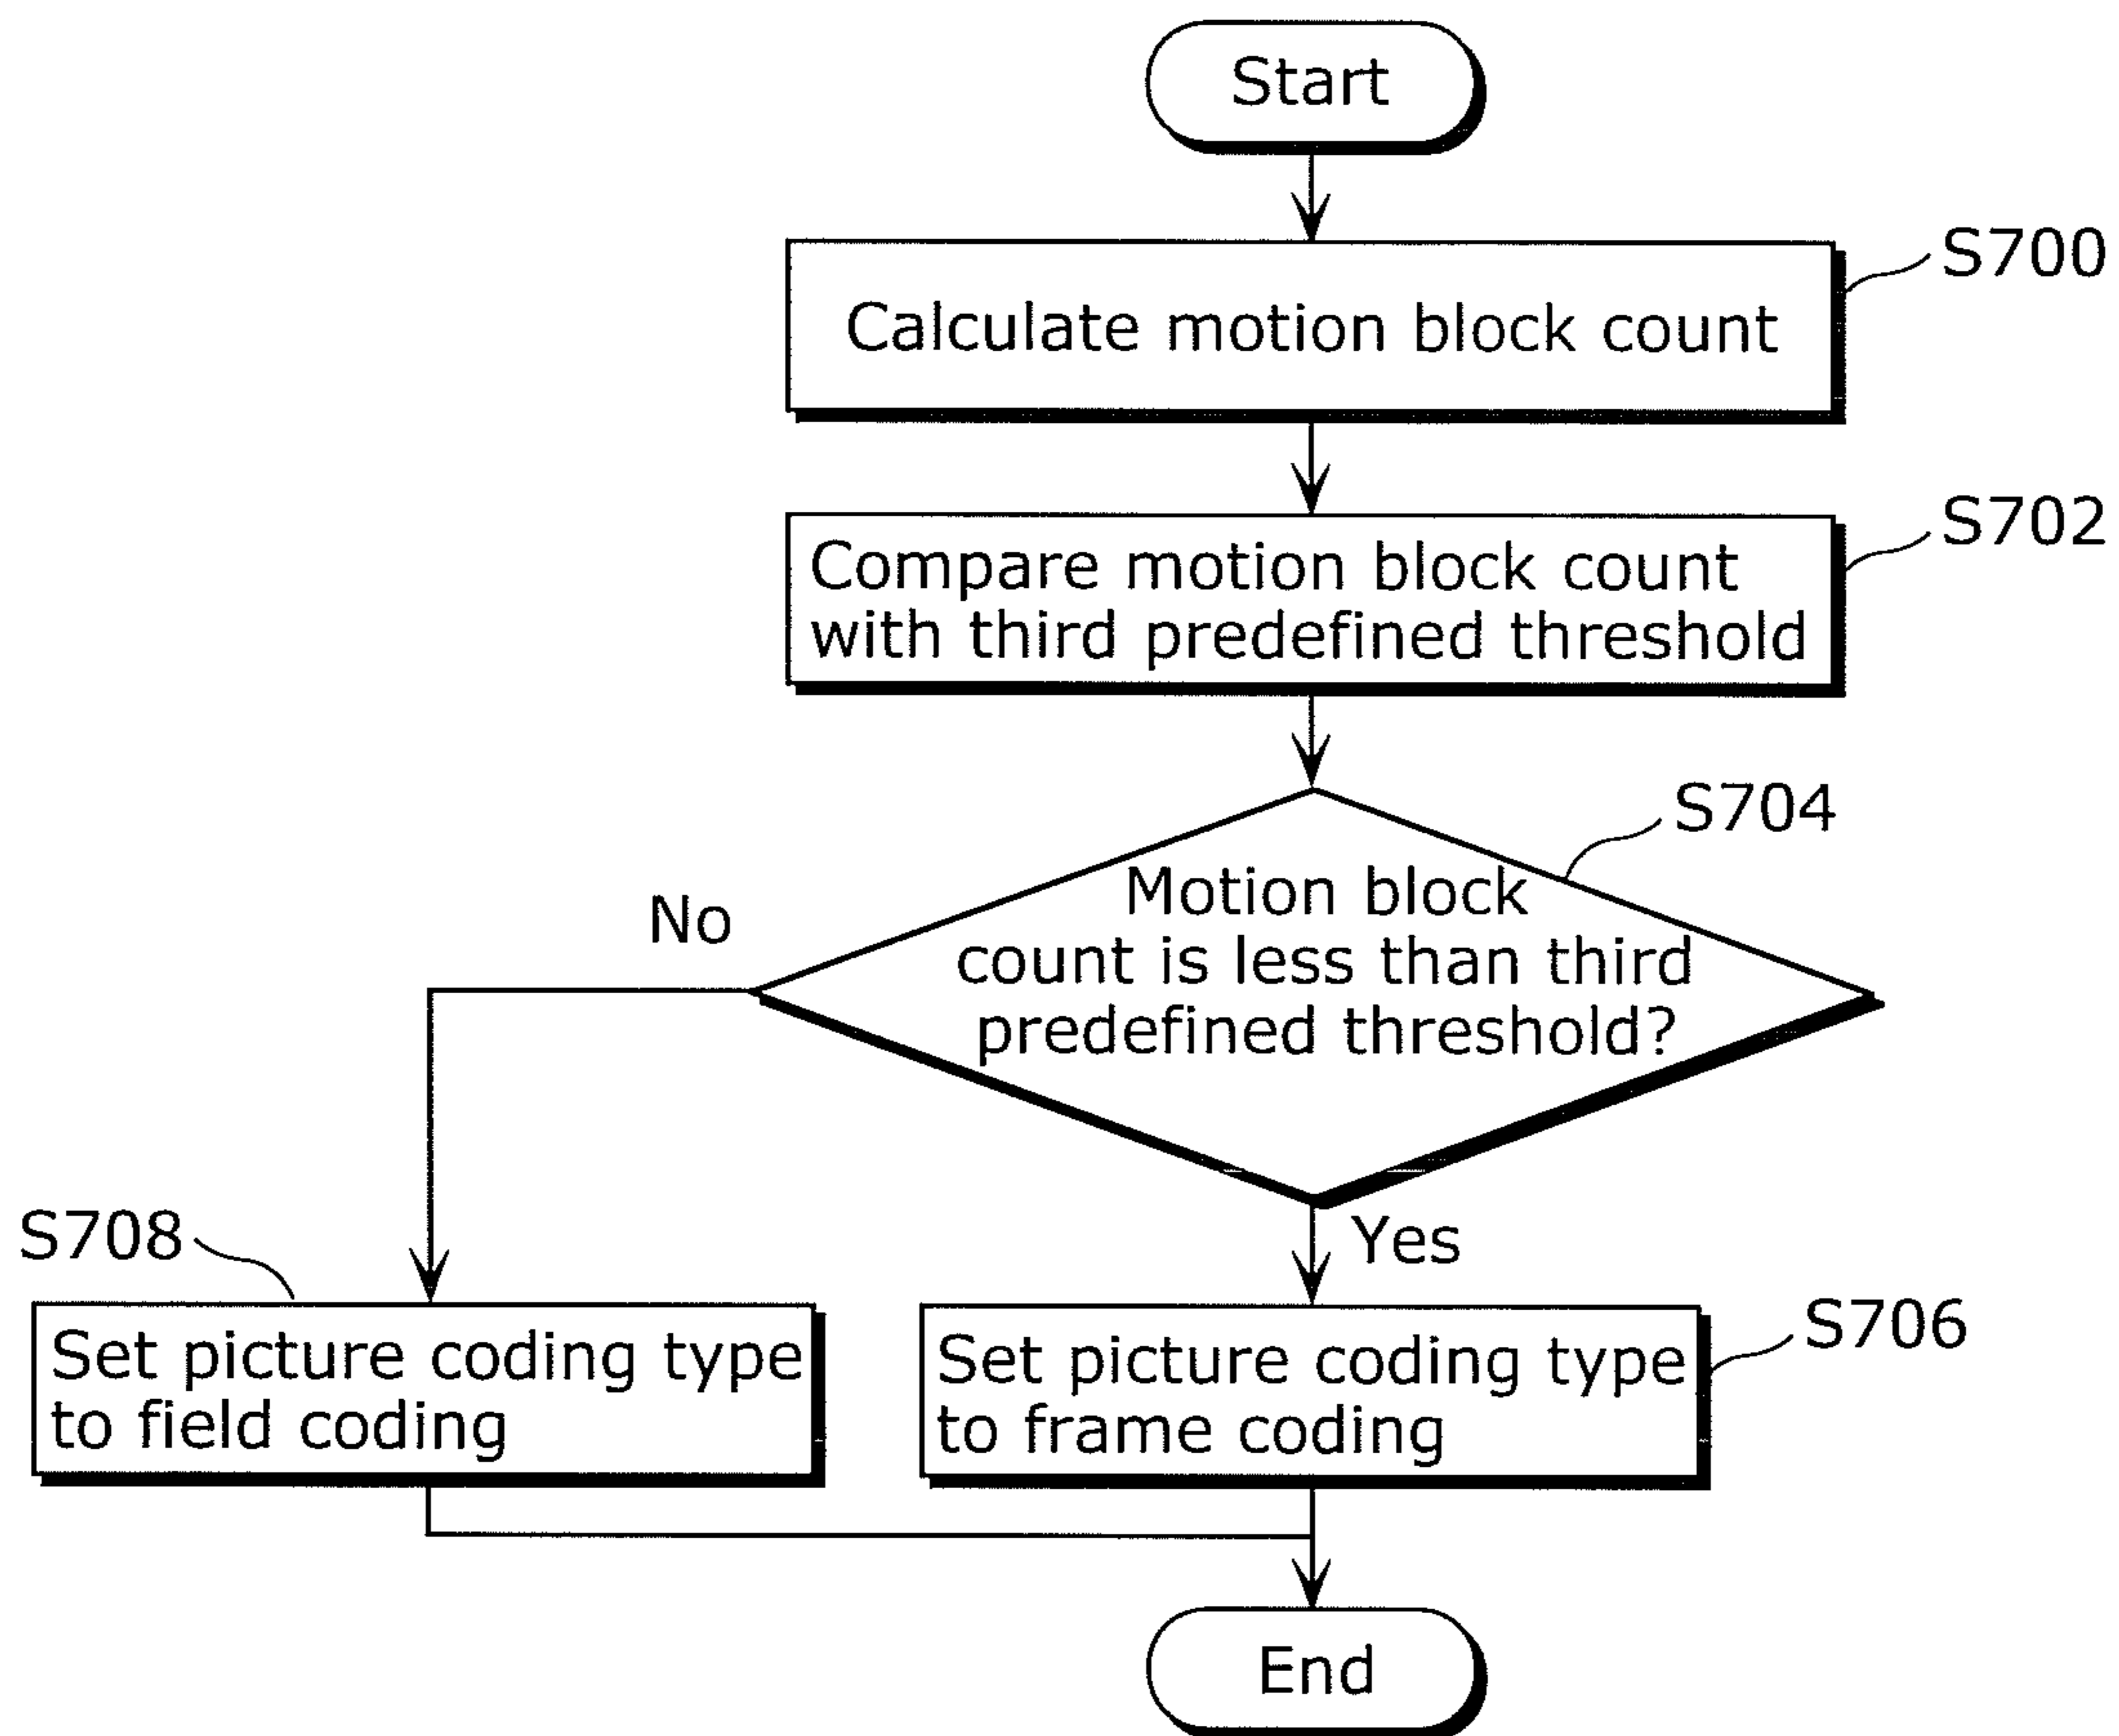 Start
S700
Calculate motion block count
S702
Compare motion block count
with third predefined threshold
S704
Motion block
count is less than third
predefined threshold?
No
Yes
S708
Set picture coding type
to field coding
S706
Set picture coding type
to frame coding
End